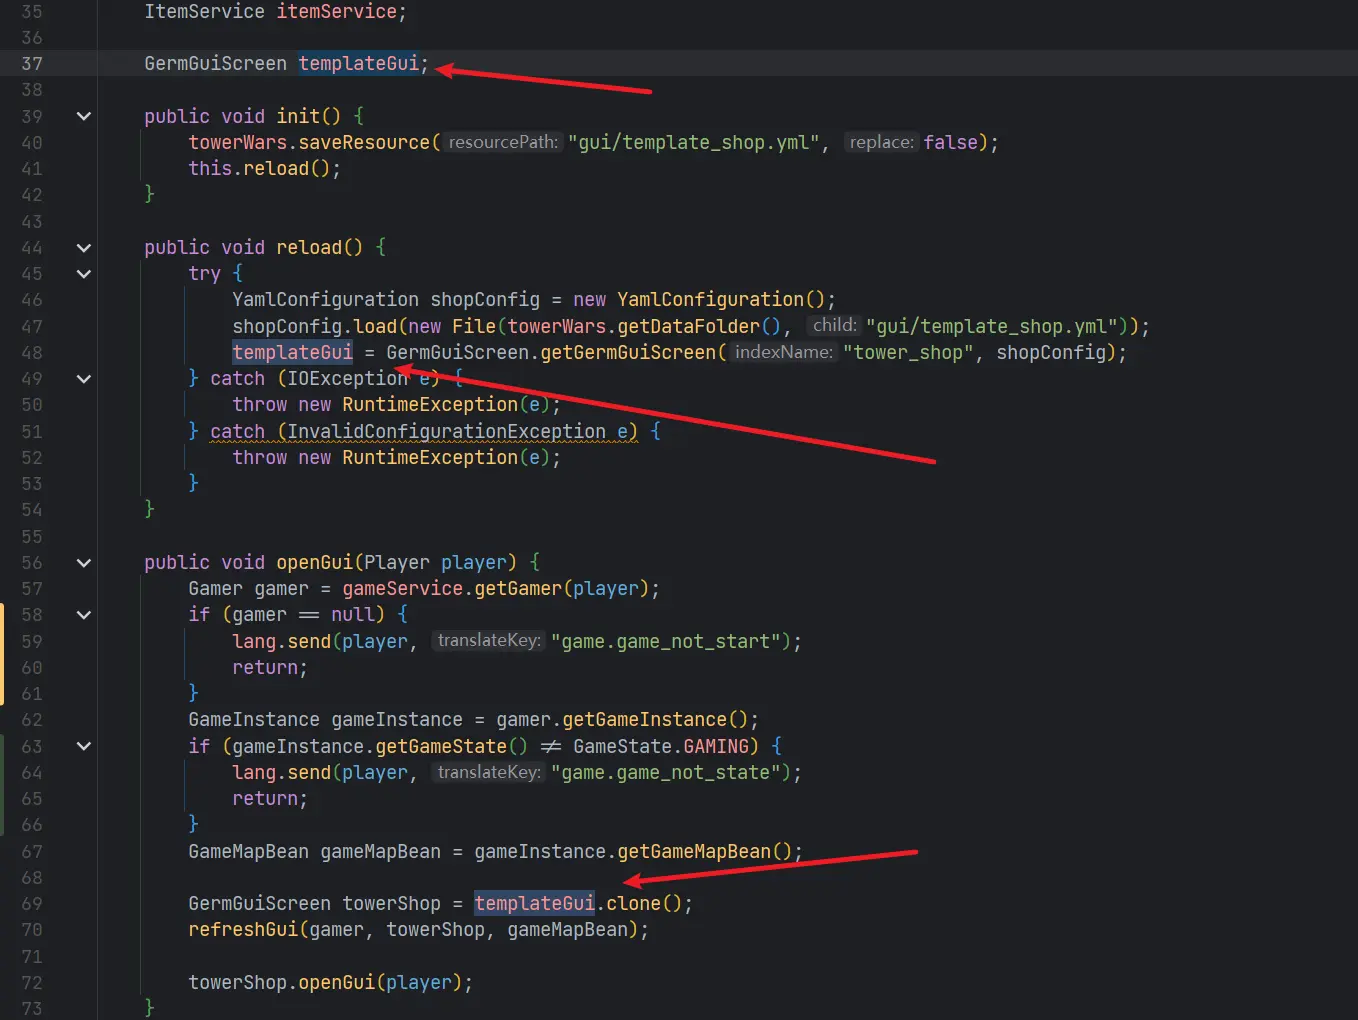 35 ItemService itemService;
36
37 GermGuiScreen templateGui;
38
39 public void init() {
40 towerWars.saveResource( resourcePath: "gui/template_shop.yml", replace: false);
41 this.reload();
42 }
43
44 public void reload() {
45 try {
46 YamlConfiguration shopConfig = new YamlConfiguration();
47 shopConfig.load(new File(towerWars.getDataFolder(), child: "gui/template_shop.yml"));
48 templateGui = GermGuiScreen.getGermGuiScreen( indexName: "tower_shop", shopConfig);
49 } catch (IOException e) {
50 throw new RuntimeException(e);
51 } catch (InvalidConfigurationException e) {
52 throw new RuntimeException(e);
53 }
54 }
55
56 public void openGui(Player player) {
57 Gamer gamer = gameService.getGamer(player);
58 if (gamer == null) {
59 lang.send(player, translateKey: "game.game_not_start");
60 return;
61 }
62 GameInstance gameInstance = gamer.getGameInstance();
63 if (gameInstance.getGameState() != GameState.GAMING) {
64 lang.send(player, translateKey: "game.game_not_state");
65 return;
66 }
67 GameMapBean gameMapBean = gameInstance.getGameMapBean();
68
69 GermGuiScreen towerShop = templateGui.clone();
70 refreshGui(gamer, towerShop, gameMapBean);
71
72 towerShop.openGui(player);
73 }